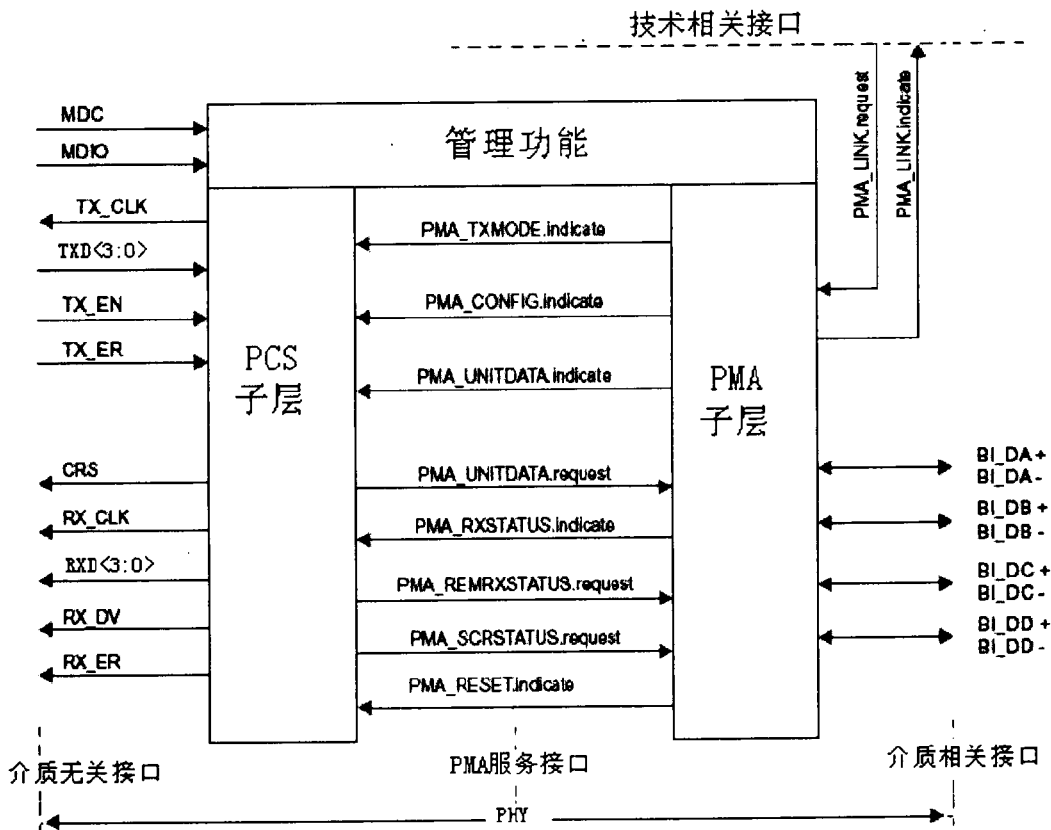 技术相关接口
MDC
MDIO
管理功能
PMA_LINK.request
PMA_LINK.indicate
TX_CLK
TXD<3:0>
TX_EN
TX_ER
PMA_TXMODE.indicate
PMA_CONFIG.indicate
PMA_UNITDATA.indicate
PCS
子层
PMA
子层
CRS
RX_CLK
RXD<3:0>
RX_DV
RX_ER
PMA_UNITDATA.request
PMA_RXSTATUS.indicate
PMA_REMRXSTATUS.request
PMA_SCRSTATUS.request
PMA_RESET.indicate
BI_DA +
BI_DA -
BI_DB +
BI_DB -
BI_DC +
BI_DC -
BI_DD +
BI_DD -
介质无关接口
PMA服务接口
介质相关接口
PHY